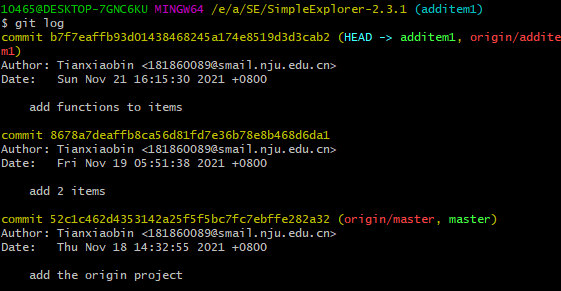 10465@DESKTOP-7GNC6KU MINGW64 /e/a/SE/SimpleExplorer-2.3.1 (additem1)
$ git log
commit b7f7eaffb93d01438468245a174e8519d3d3cab2 (HEAD -> additem1, origin/addite
m1)
Author: Tianxiaobin <181860089@smail.nju.edu.cn>
Date:   Sun Nov 21 16:15:30 2021 +0800
    add functions to items
commit 8678a7deaffb8ca56d81fd7e36b78e8b468d6da1
Author: Tianxiaobin <181860089@smail.nju.edu.cn>
Date:   Fri Nov 19 05:51:38 2021 +0800
    add 2 items
commit 52c1c462d4353142a25f5f5bc7fc7ebffe282a32 (origin/master, master)
Author: Tianxiaobin <181860089@smail.nju.edu.cn>
Date:   Thu Nov 18 14:32:55 2021 +0800
    add the origin project